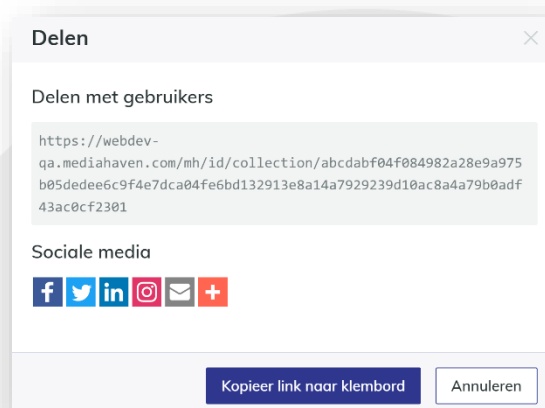 Delen
Delen met gebruikers
https://webdev-
qa.mediahaven.com/mh/id/collection/abcdabf04f084982a28e9a975
b05dedee6c9f4e7dca04fe6bd132913e8a14a7929239d10ac8a4a79b0adf
43ac0cf2301
Sociale media
Kopieer link naar klembord
Annuleren